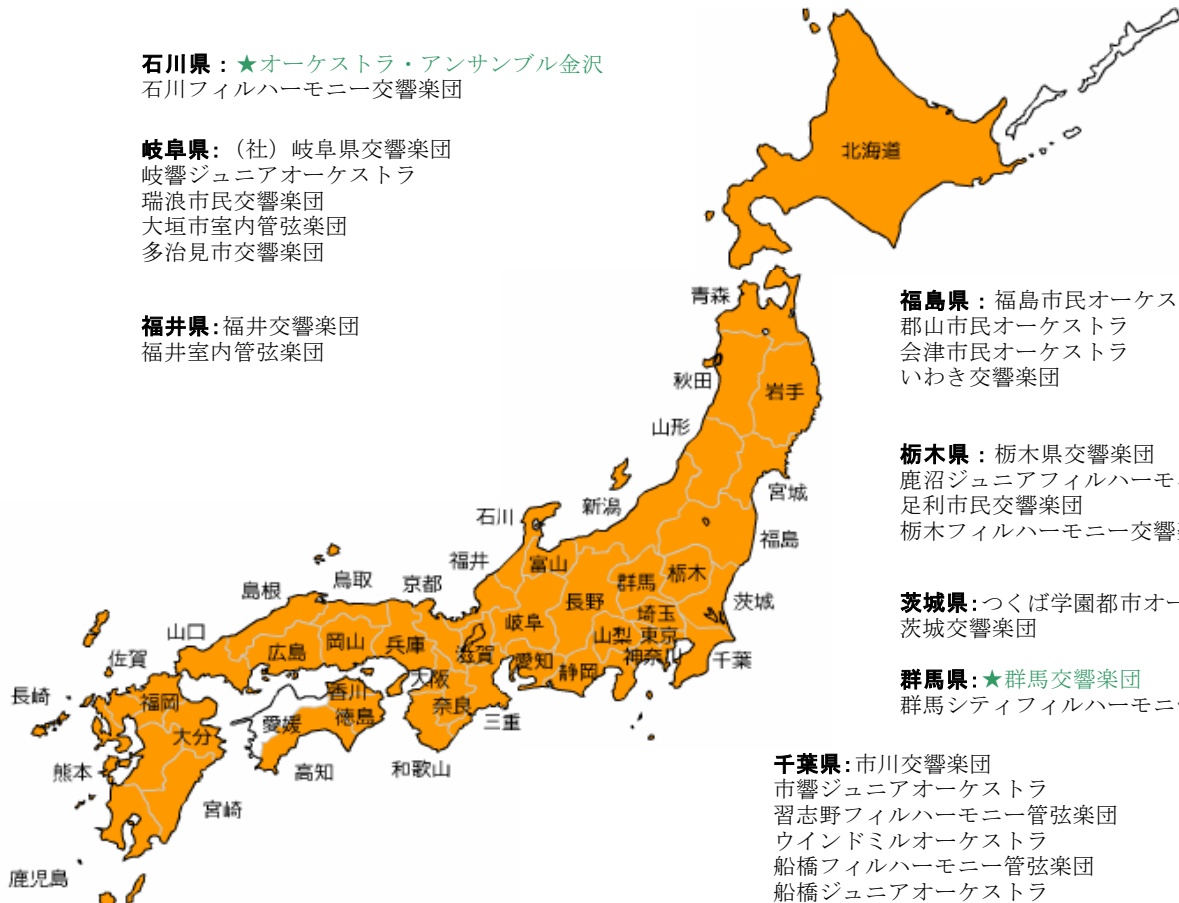 石川県：★オーケストラ・アンサンブル金沢
石川フィルハーモニー交響楽団
岐阜県：（社）岐阜県交響楽団
岐響ジュニアオーケストラ
瑞浪市民交響楽団
大垣市室内管弦楽団
多治見市交響楽団
福井県：福井交響楽団
福井室内管弦楽団
北海道
青森
秋田
岩手
山形
宮城
新潟
福島
石川
福井
富山
群馬
栃木
茨城
長野
埼玉
岐阜
山梨
東京
神奈川
千葉
愛知
静岡
滋賀
京都
鳥取
島根
山口
広島
岡山
兵庫
大阪
奈良
三重
和歌山
香川
徳島
愛媛
高知
佐賀
長崎
福岡
大分
熊本
宮崎
鹿児島
福島県：福島市民オーケス
郡山市民オーケストラ
会津市民オーケストラ
いわき交響楽団
栃木県：栃木県交響楽団
鹿沼ジュニアフィルハーモ
足利市民交響楽団
栃木フィルハーモニー交響
茨城県：つくば学園都市オー
茨城交響楽団
群馬県：★群馬交響楽団
群馬シティフィルハーモニ
千葉県：市川交響楽団
市響ジュニアオーケストラ
習志野フィルハーモニー管弦楽団
ウインドミルオーケストラ
船橋フィルハーモニー管弦楽団
船橋ジュニアオーケストラ